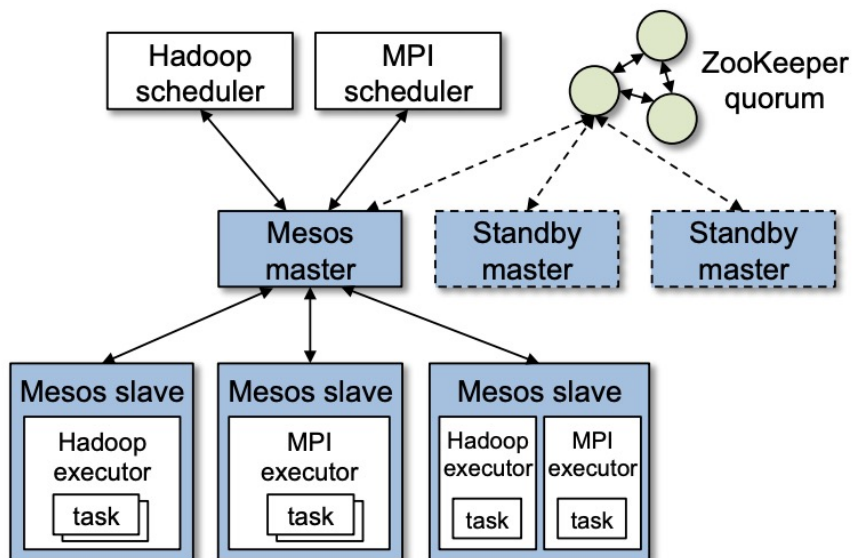 Hadoop
scheduler
MPI
scheduler
ZooKeeper
quorum
Mesos
master
Standby
master
Standby
master
Mesos slave
Hadoop
executor
task
Mesos slave
MPI
executor
task
Mesos slave
Hadoop
executor
task
MPI
executor
task